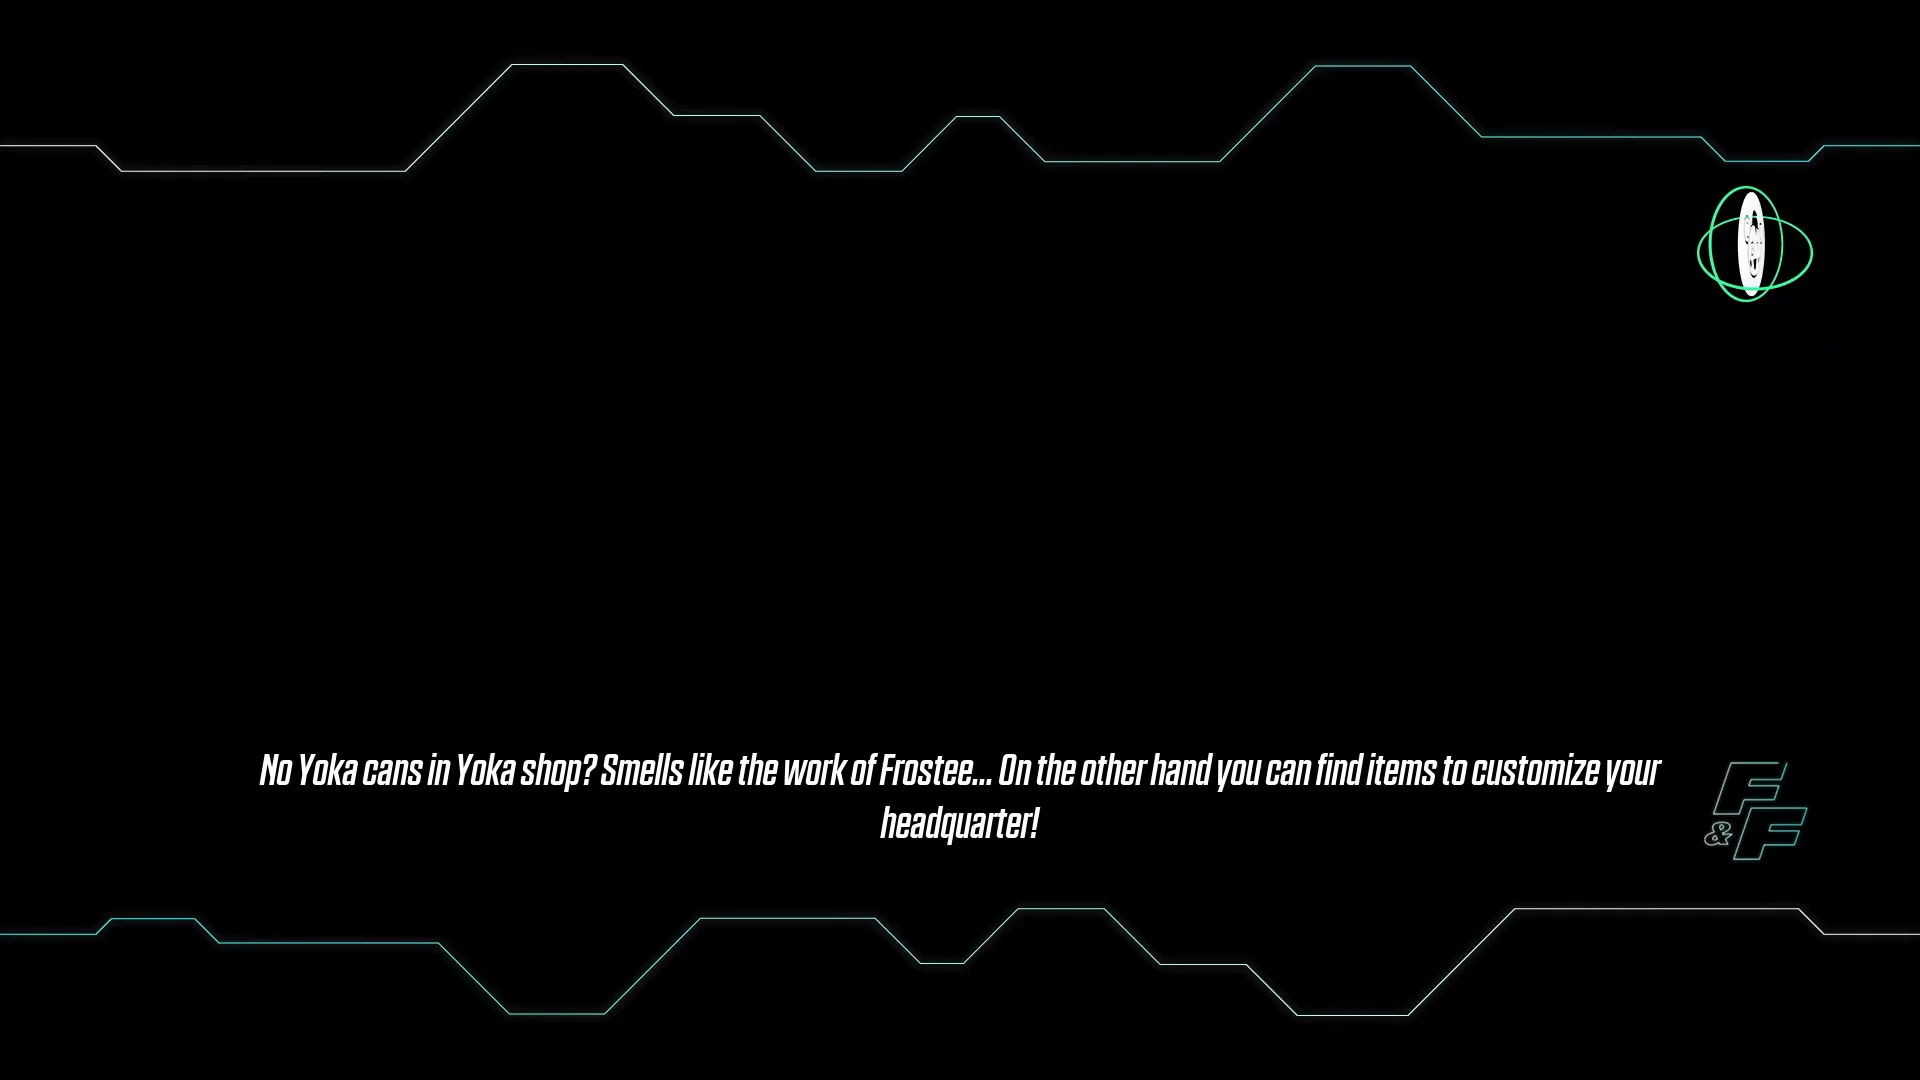 No Yoka cans in Yoka shop? Smells like the work of Frostee... On the other hand you can find items to customize your
headquarter!
F
&F